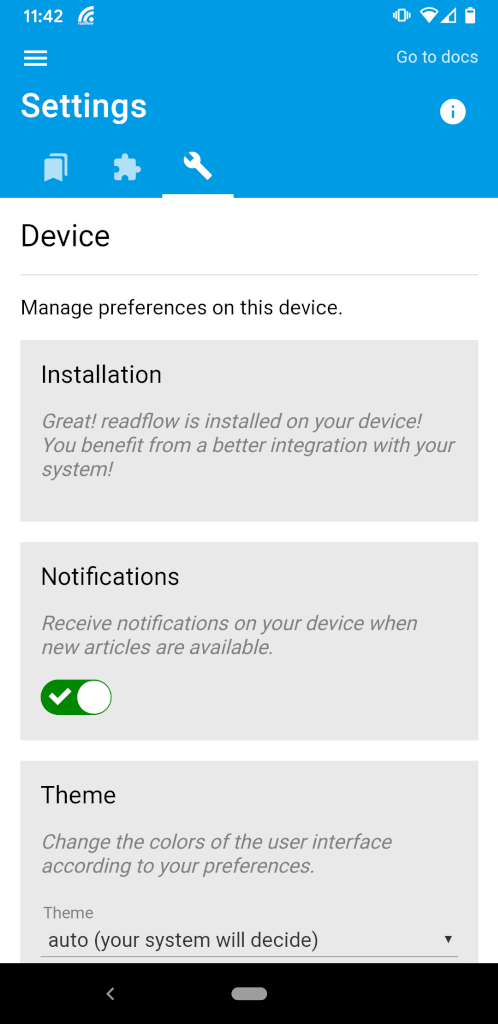 11:42
Go to docs
Settings
Device
Manage preferences on this device.
Installation
Great! readflow is installed on your device!
You benefit from a better integration with your
system!
Notifications
Receive notifications on your device when
new articles are available.
Theme
Change the colors of the user interface
according to your preferences.
Theme
auto (your system will decide)